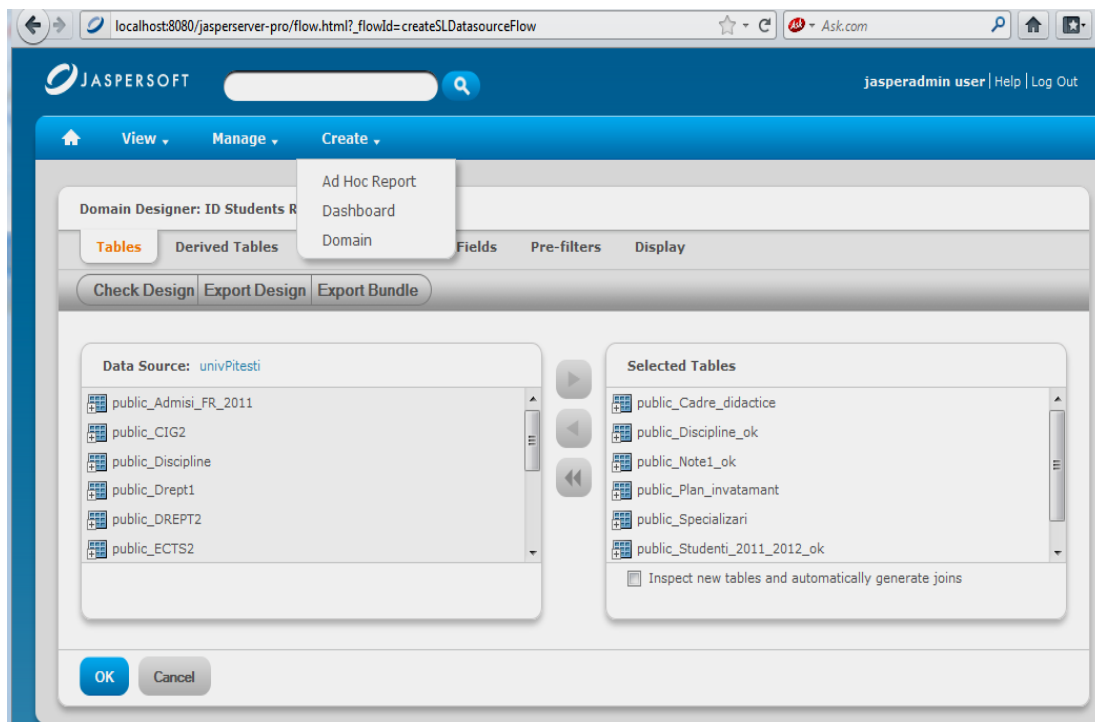 localhost:8080/jasperserver-pro/flow.html?_flowId=createSLDatasourceFlow
Ask.com
JASPERSOFT
jasperadmin user | Help | Log Out
View Manage Create
Ad Hoc Report
Domain Designer: ID Students R
Dashboard
Tables Derived Tables Domain Fields Pre-filters Display
Check Design Export Design Export Bundle
Data Source: univPitesti
public_Admisi_FR_2011
public_CIG2
public_Discipline
public_Drept1
public_DREPT2
public_ECTS2
Selected Tables
public_Cadre_didactice
public_Discipline_ok
public_Note1_ok
public_Plan_invatamant
public_Specializari
public_Studenti_2011_2012_ok
Inspect new tables and automatically generate joins
OK Cancel